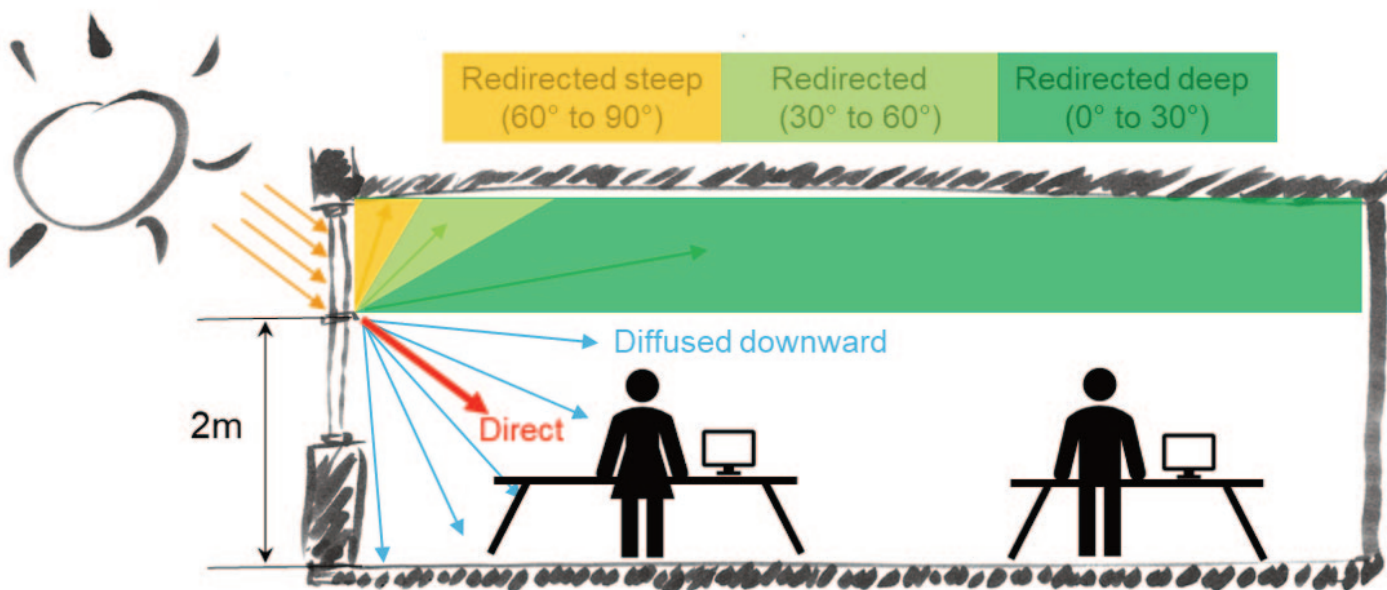 Redirected steep
(60° to 90°)
Redirected
(30° to 60°)
Redirected deep
(0° to 30°)
Diffused downward
2m
Direct